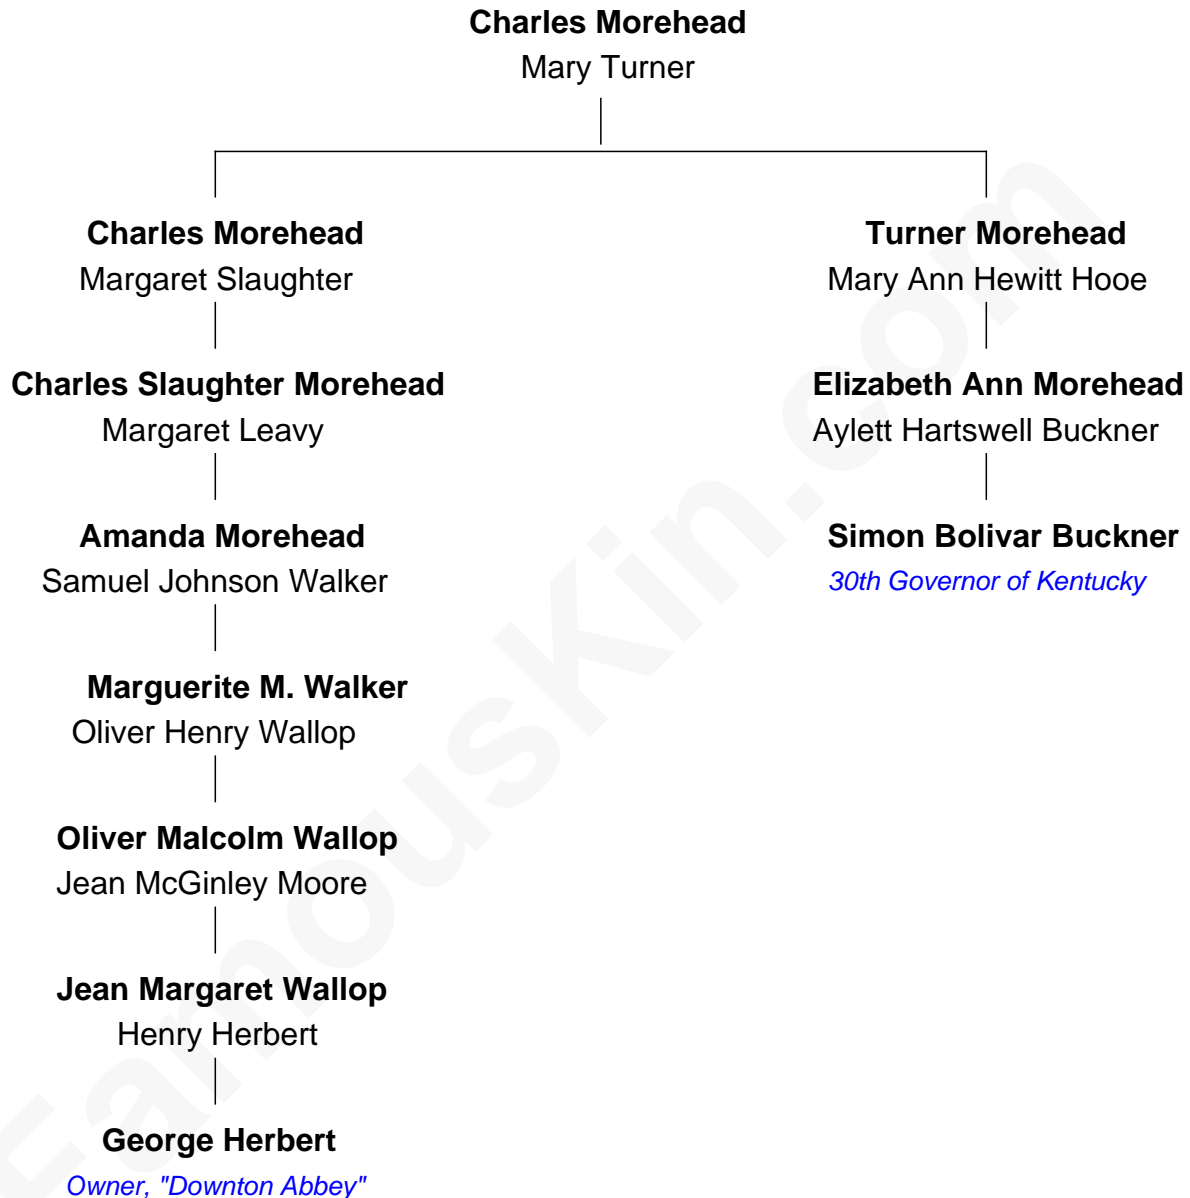 Charles Morehead
Mary Turner
Charles Morehead
Margaret Slaughter
Turner Morehead
Mary Ann Hewitt Hooe
Charles Slaughter Morehead
Margaret Leavy
Elizabeth Ann Morehead
Aylett Hartswell Buckner
Amanda Morehead
Samuel Johnson Walker
Simon Bolivar Buckner
30th Governor of Kentucky
Marguerite M. Walker
Oliver Henry Wallop
Oliver Malcolm Wallop
Jean McGinley Moore
Jean Margaret Wallop
Henry Herbert
George Herbert
Owner, "Downton Abbey"
FamousKin.com